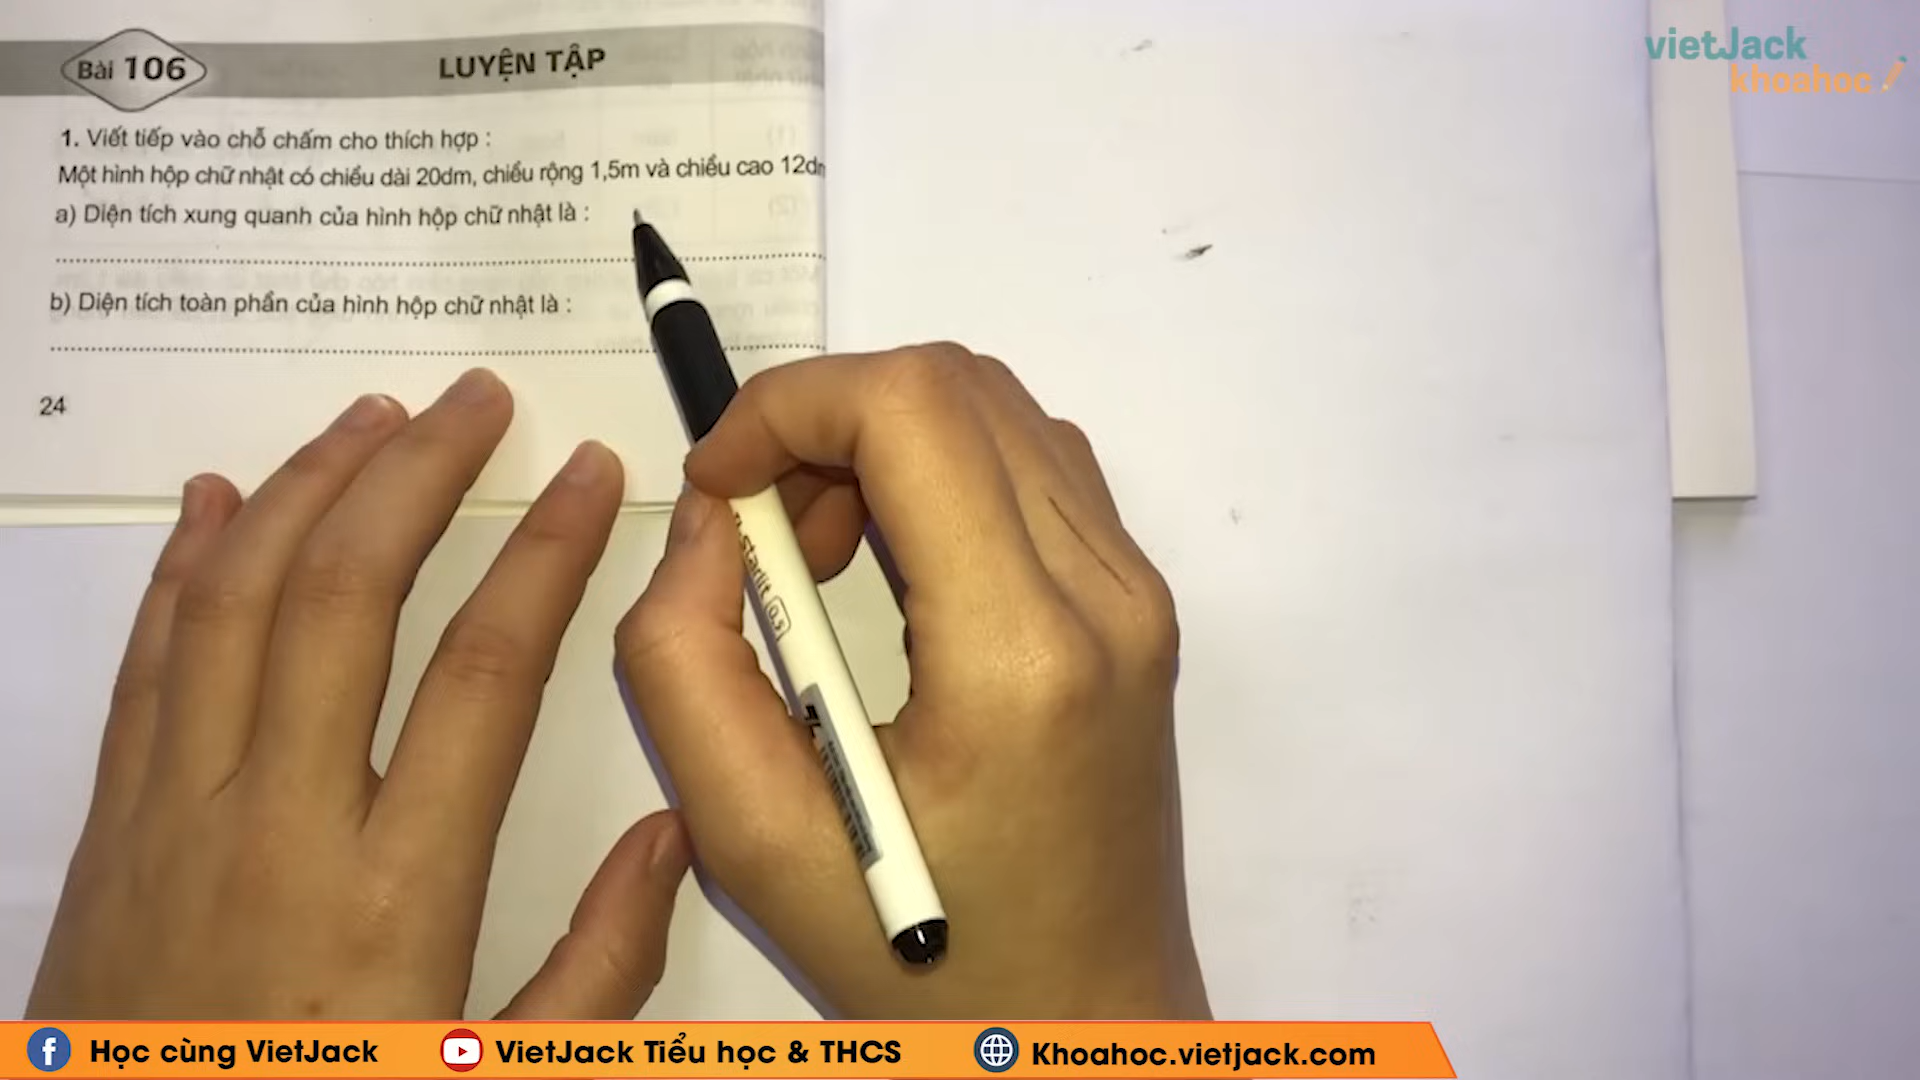 Bài 106
LUYỆN TẬP
1. Viết tiếp vào chỗ chấm cho thích hợp :
Một hình hộp chữ nhật có chiều dài 20dm, chiều rộng 1,5m và chiều cao 12dm
a) Diện tích xung quanh của hình hộp chữ nhật là :
b) Diện tích toàn phần của hình hộp chữ nhật là :
24
starlit 0.5
vietJack
khoahoc
Học cùng VietJack
VietJack Tiểu học & THCS
Khoahoc.vietjack.com